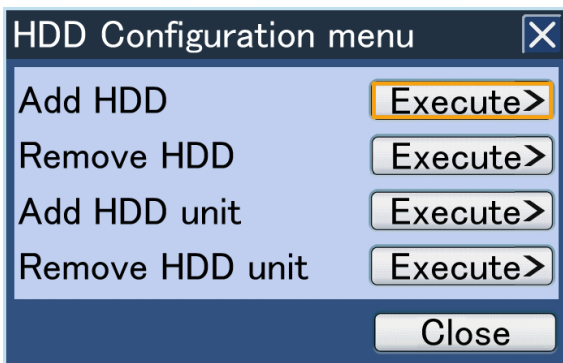 HDD Configuration menu
Add HDD Execute>
Remove HDD Execute>
Add HDD unit Execute>
Remove HDD unit Execute>
Close